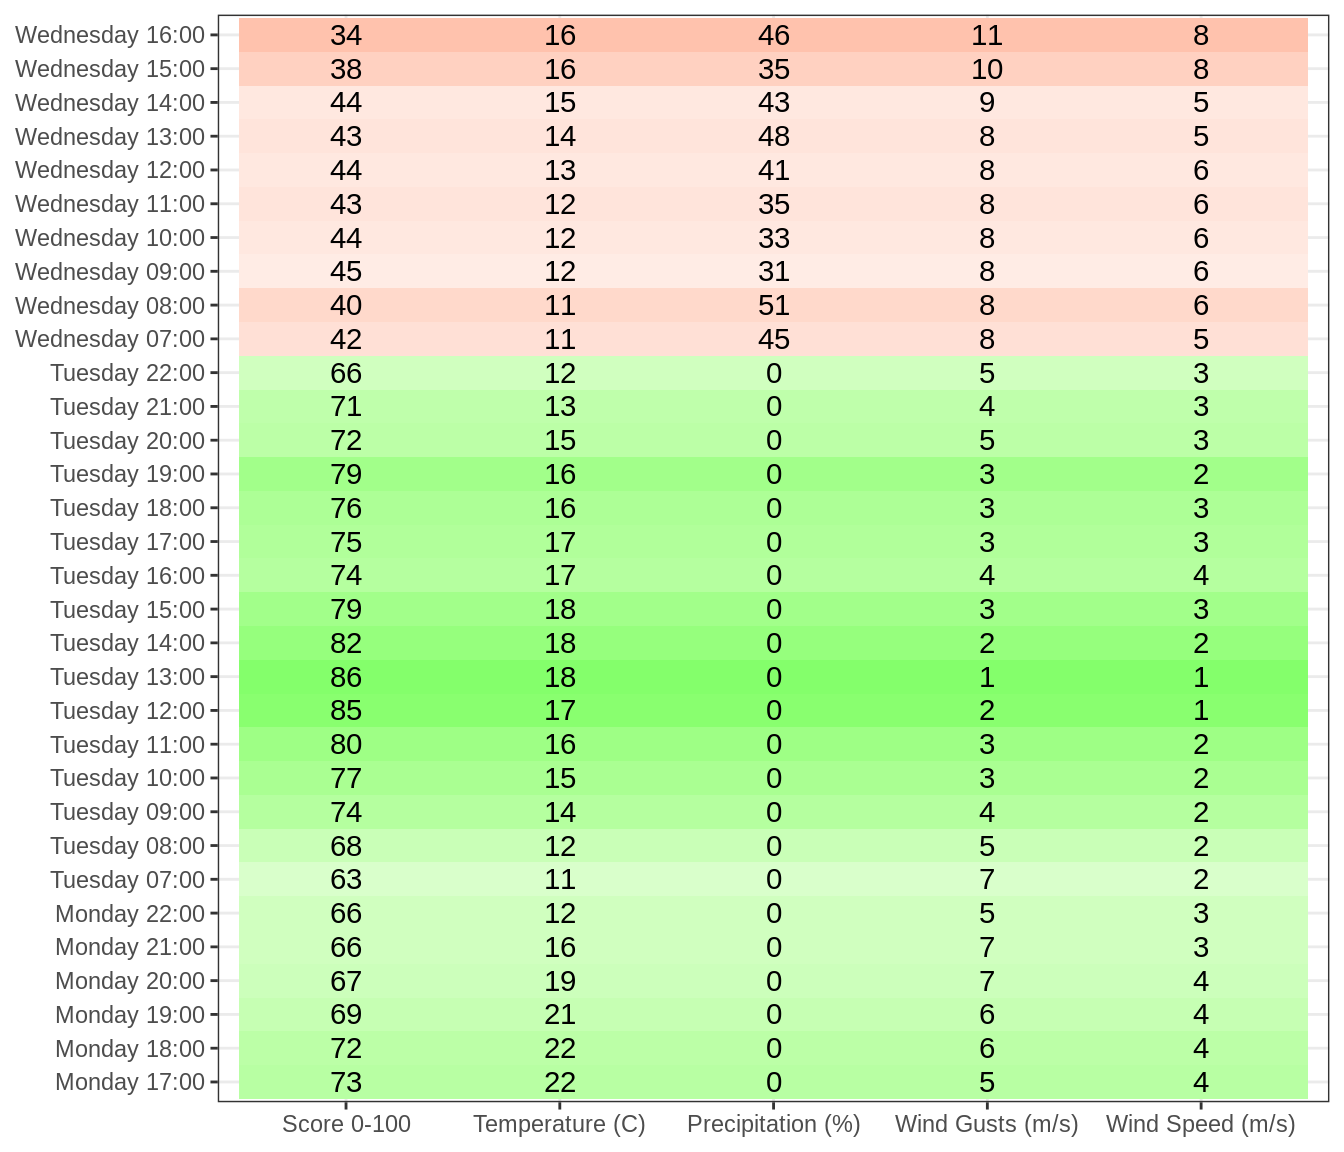 Wednesday 16:00 34 16 46 11 8
Wednesday 15:00 38 16 35 10 8
Wednesday 14:00 44 15 43 9 5
Wednesday 13:00 43 14 48 8 5
Wednesday 12:00 44 13 41 8 6
Wednesday 11:00 43 12 35 8 6
Wednesday 10:00 44 12 33 8 6
Wednesday 09:00 45 12 31 8 6
Wednesday 08:00 40 11 51 8 6
Wednesday 07:00 42 11 45 8 5
Tuesday 22:00 66 12 0 5 3
Tuesday 21:00 71 13 0 4 3
Tuesday 20:00 72 15 0 5 3
Tuesday 19:00 79 16 0 3 2
Tuesday 18:00 76 16 0 3 3
Tuesday 17:00 75 17 0 3 3
Tuesday 16:00 74 17 0 4 4
Tuesday 15:00 79 18 0 3 3
Tuesday 14:00 82 18 0 2 2
Tuesday 13:00 86 18 0 1 1
Tuesday 12:00 85 17 0 2 1
Tuesday 11:00 80 16 0 3 2
Tuesday 10:00 77 15 0 3 2
Tuesday 09:00 74 14 0 4 2
Tuesday 08:00 68 12 0 5 2
Tuesday 07:00 63 11 0 7 2
Monday 22:00 66 12 0 5 3
Monday 21:00 66 16 0 7 3
Monday 20:00 67 19 0 7 4
Monday 19:00 69 21 0 6 4
Monday 18:00 72 22 0 6 4
Monday 17:00 73 22 0 5 4
Score 0-100 Temperature (C) Precipitation (%) Wind Gusts (m/s) Wind Speed (m/s)